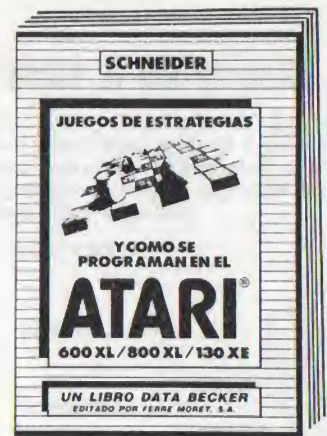 SCHNEIDER
JUEGOS DE ESTRATEGIAS
Y COMO SE
PROGRAMAN EN EL
ATARI®
600 XL/800 XL/130 XE
UN LIBRO DATA BECKER
EDITADO POR FERRE MORET, S.A.